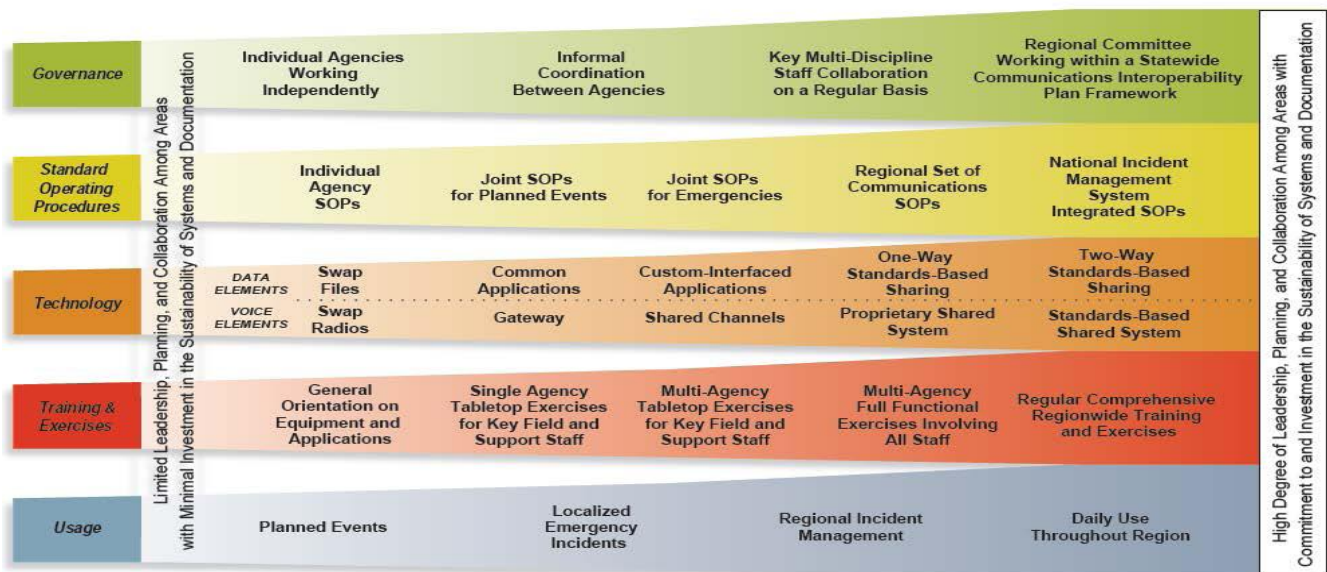 Governance
Limited Leadership, Planning, and Collaboration Among Areas
with Minimal Investment in the Sustainability of Systems and Documentation
Individual Agencies
Working
Independently
Informal
Coordination
Between Agencies
Key Multi-Discipline
Staff Collaboration
on a Regular Basis
Regional Committee
Working within a Statewide
Communications Interoperability
Plan Framework
Standard
Operating
Procedures
Individual
Agency
SOPs
Joint SOPs
for Planned Events
Joint SOPs
for Emergencies
Regional Set of
Communications
SOPs
National Incident
Management
System
Integrated SOPs
Technology
DATA
ELEMENTS
Swap
Files
Common
Applications
Custom-Interfaced
Applications
One-Way
Standards-Based
Sharing
Two-Way
Standards-Based
Sharing
VOICE
ELEMENTS
Swap
Radios
Gateway
Shared Channels
Proprietary Shared
System
Standards-Based
Shared System
Training &
Exercises
General
Orientation on
Equipment and
Applications
Single Agency
Tabletop Exercises
for Key Field and
Support Staff
Multi-Agency
Tabletop Exercises
for Key Field and
Support Staff
Multi-Agency
Full Functional
Exercises Involving
All Staff
Regular Comprehensive
Regionwide Training
and Exercises
Usage
Planned Events
Localized
Emergency
Incidents
Regional Incident
Management
Daily Use
Throughout Region
High Degree of Leadership, Planning, and Collaboration Among Areas with
Commitment to and Investment in the Sustainability of Systems and Documentation